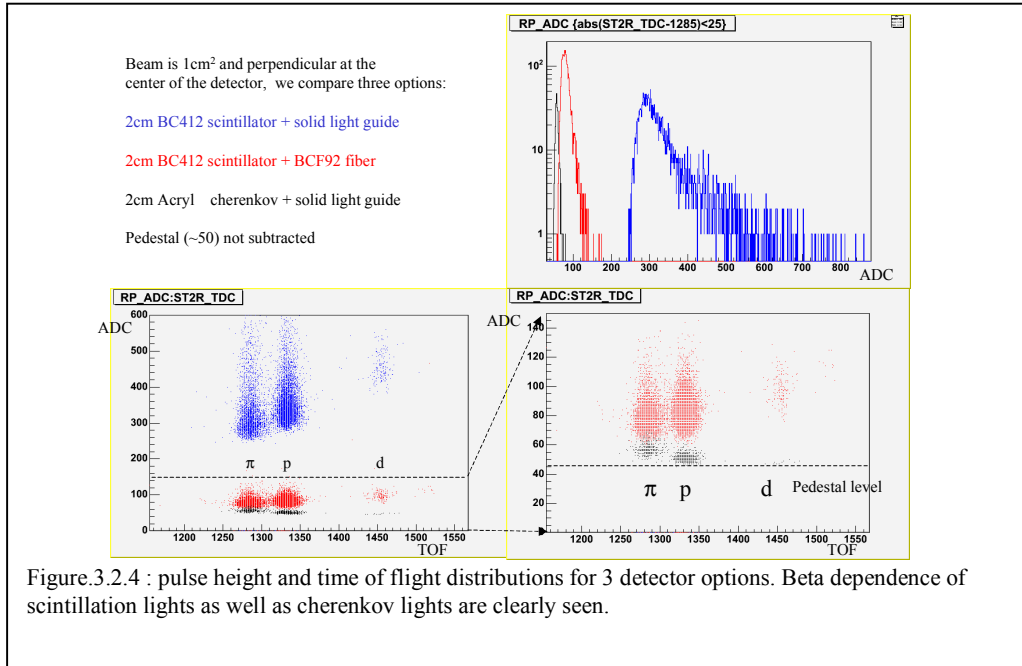 Beam is 1cm² and perpendicular at the
center of the detector, we compare three options:
2cm BC412 scintillator + solid light guide
2cm BC412 scintillator + BCF92 fiber
2cm Acryl cherenkov + solid light guide
Pedestal (~50) not subtracted
RP_ADC {abs(ST2R_TDC-1285)<25}
10²
10
1
100 200 300 400 500 600 700 800
ADC
RP_ADC:ST2R_TDC
ADC
600
500
400
300
200
100
0
π p d
1200 1250 1300 1350 1400 1450 1500 1550
TOF
RP_ADC:ST2R_TDC
ADC
140
120
100
80
60
40
20
0
π p d Pedestal level
1200 1250 1300 1350 1400 1450 1500 1550
TOF
Figure.3.2.4 : pulse height and time of flight distributions for 3 detector options. Beta dependence of
scintillation lights as well as cherenkov lights are clearly seen.